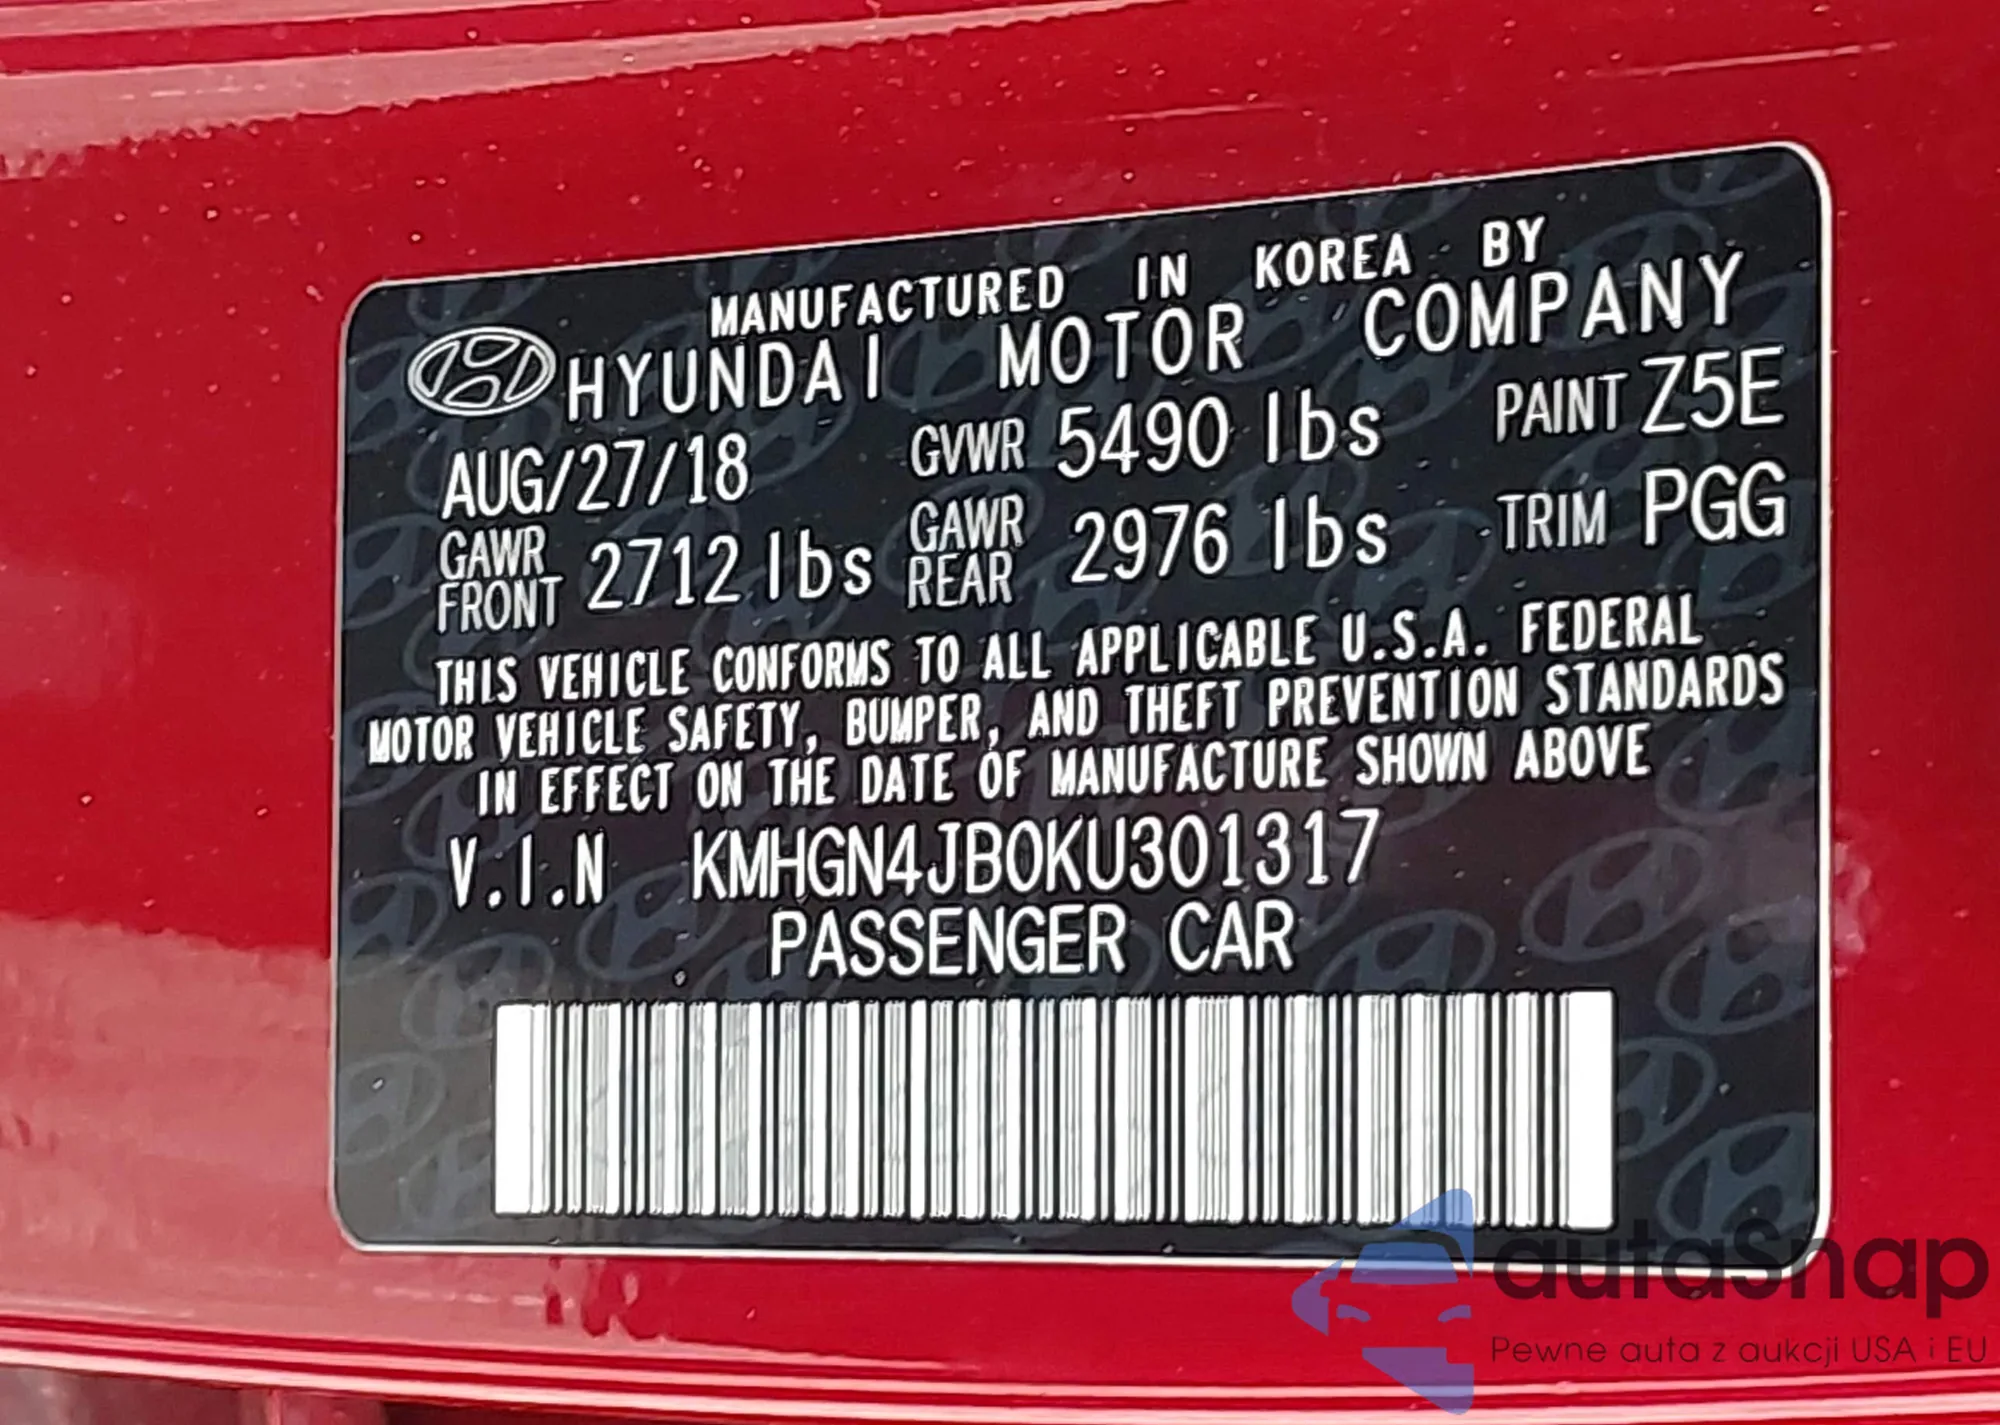 MANUFACTURED IN KOREA BY
HYUNDAI MOTOR COMPANY
AUG/27/18 GVWR 5490 lbs PAINT Z5E
GAWR FRONT 2712 lbs GAWR REAR 2976 lbs TRIM PGG
THIS VEHICLE CONFORMS TO ALL APPLICABLE U.S.A. FEDERAL
MOTOR VEHICLE SAFETY, BUMPER, AND THEFT PREVENTION STANDARDS
IN EFFECT ON THE DATE OF MANUFACTURE SHOWN ABOVE
V.I.N KMHGN4JB0KU301317
PASSENGER CAR
autaSnap
Pewne auta z aukcji USA i EU